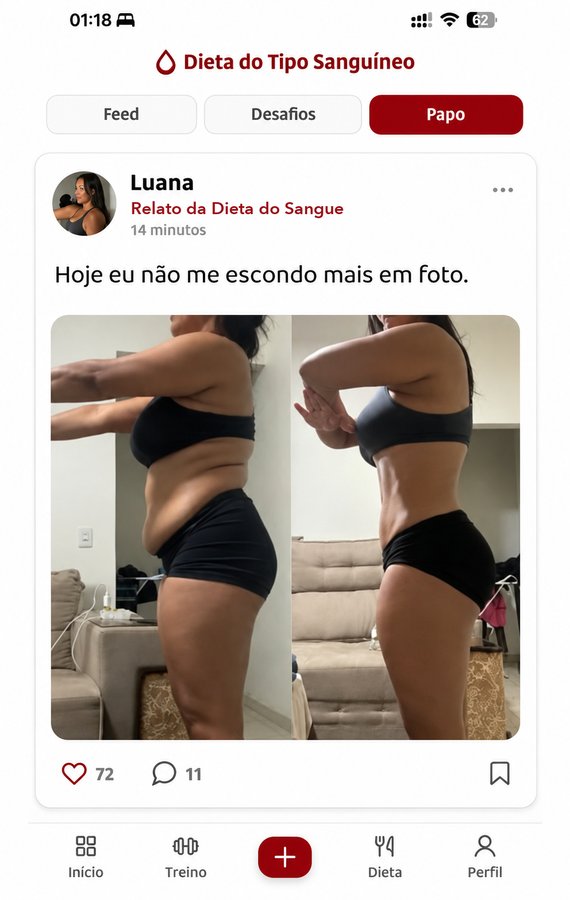 01:18
62
Dieta do Tipo Sanguíneo
Feed
Desafios
Papo
Luana
Relato da Dieta do Sangue
14 minutos
Hoje eu não me escondo mais em foto.
72
11
Início
Treino
Dieta
Perfil